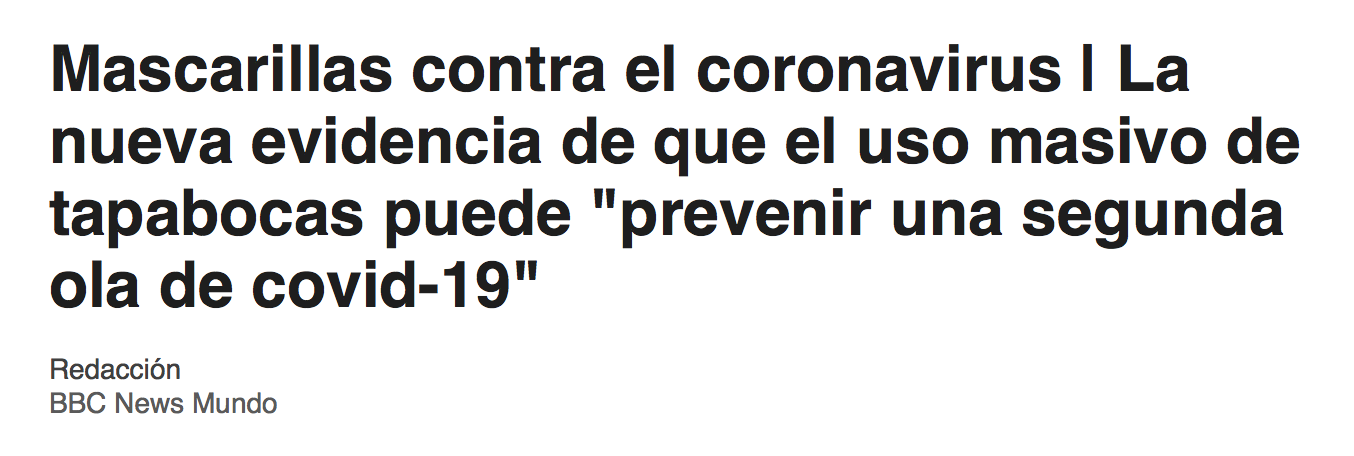 Mascarillas contra el coronavirus | La
nueva evidencia de que el uso masivo de
tapabocas puede "prevenir una segunda
ola de covid-19"
Redacción
BBC News Mundo